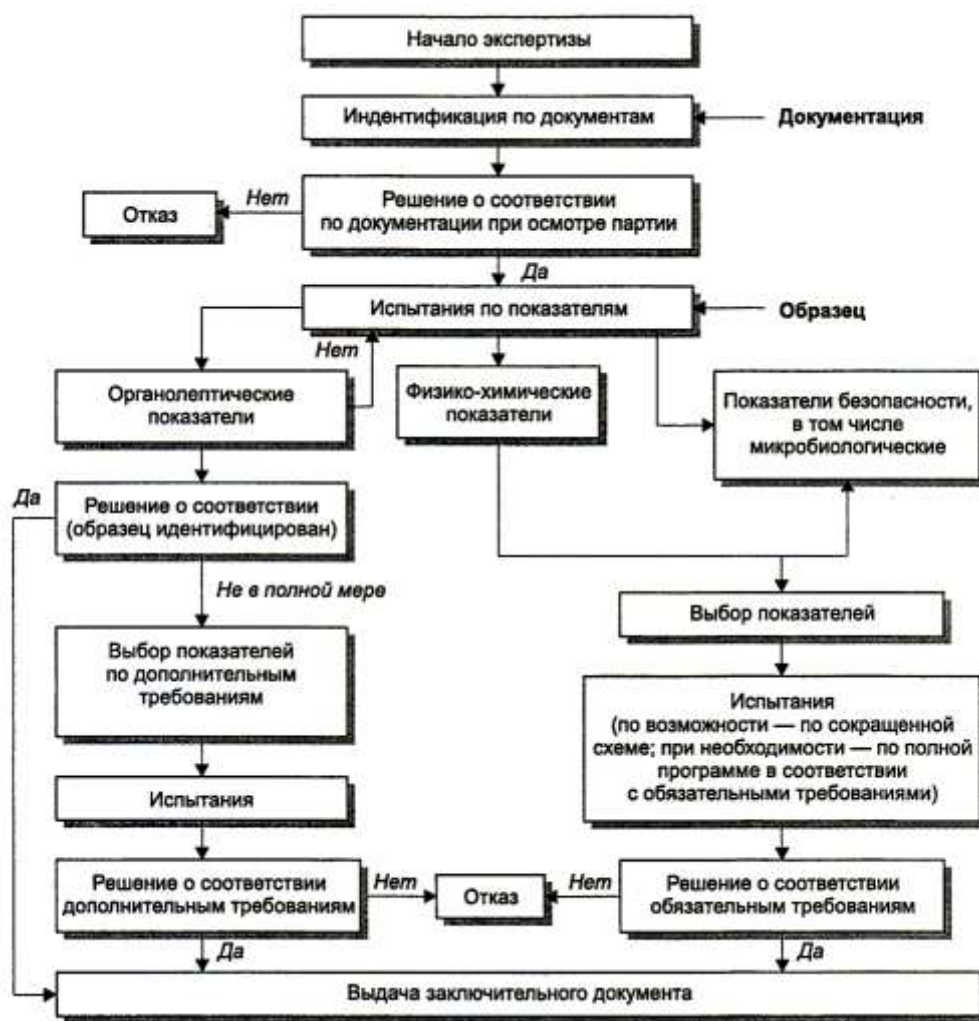 Начало экспертизы
Индентификация по документам
Документация
Нет
Отказ
Решение о соответствии
по документации при осмотре партии
Да
Испытания по показателям
Образец
Нет
Органолептические
показатели
Физико-химические
показатели
Показатели безопасности,
в том числе
микробиологические
Да
Решение о соответствии
(образец идентифицирован)
Не в полной мере
Выбор показателей
Выбор показателей
по дополнительным
требованиям
Испытания
(по возможности — по сокращенной
схеме; при необходимости — по полной
программе в соответствии
с обязательными требованиями)
Испытания
Решение о соответствии
дополнительным требованиям
Нет
Отказ
Нет
Решение о соответствии
обязательным требованиям
Да
Да
Выдача заключительного документа